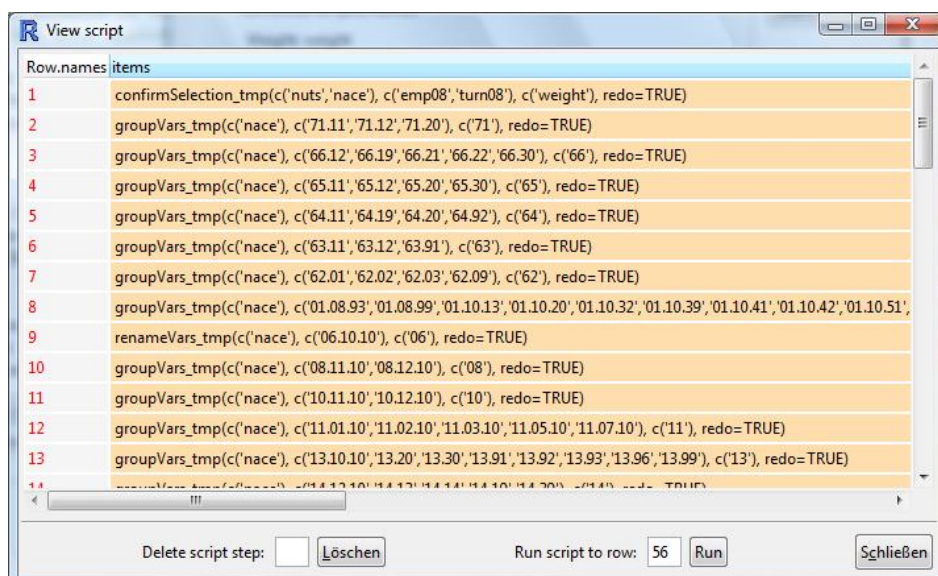 View script
Row.names items
1 confirmSelection_tmp(c('nuts','nace'), c('emp08','turn08'), c('weight'), redo=TRUE)
2 groupVars_tmp(c('nace'), c('71.11','71.12','71.20'), c('71'), redo=TRUE)
3 groupVars_tmp(c('nace'), c('66.12','66.19','66.21','66.22','66.30'), c('66'), redo=TRUE)
4 groupVars_tmp(c('nace'), c('65.11','65.12','65.20','65.30'), c('65'), redo=TRUE)
5 groupVars_tmp(c('nace'), c('64.11','64.19','64.20','64.92'), c('64'), redo=TRUE)
6 groupVars_tmp(c('nace'), c('63.11','63.12','63.91'), c('63'), redo=TRUE)
7 groupVars_tmp(c('nace'), c('62.01','62.02','62.03','62.09'), c('62'), redo=TRUE)
8 groupVars_tmp(c('nace'), c('01.08.93','01.08.99','01.10.13','01.10.20','01.10.32','01.10.39','01.10.41','01.10.42','01.10.51',
9 renameVars_tmp(c('nace'), c('06.10.10'), c('06'), redo=TRUE)
10 groupVars_tmp(c('nace'), c('08.11.10','08.12.10'), c('08'), redo=TRUE)
11 groupVars_tmp(c('nace'), c('10.11.10','10.12.10'), c('10'), redo=TRUE)
12 groupVars_tmp(c('nace'), c('11.01.10','11.02.10','11.03.10','11.05.10','11.07.10'), c('11'), redo=TRUE)
13 groupVars_tmp(c('nace'), c('13.10.10','13.20','13.30','13.91','13.92','13.93','13.96','13.99'), c('13'), redo=TRUE)
14
Delete script step: Löschen Run script to row: 56 Run Schließen